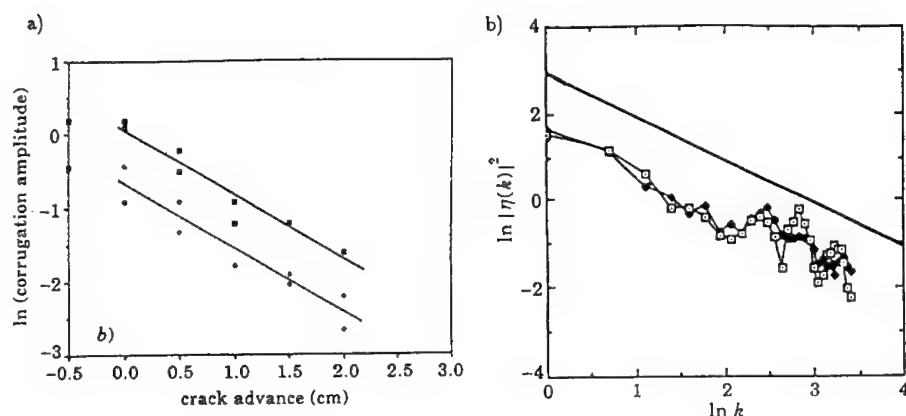 a)
ln (corrugation amplitude)
1
0
-1
-2
-3
b)
-0.5 0.0 0.5 1.0 1.5 2.0 2.5 3.0
crack advance (cm)
b)
ln |η(k)|²
4
2
0
-2
-4
0 1 2 3 4
ln k